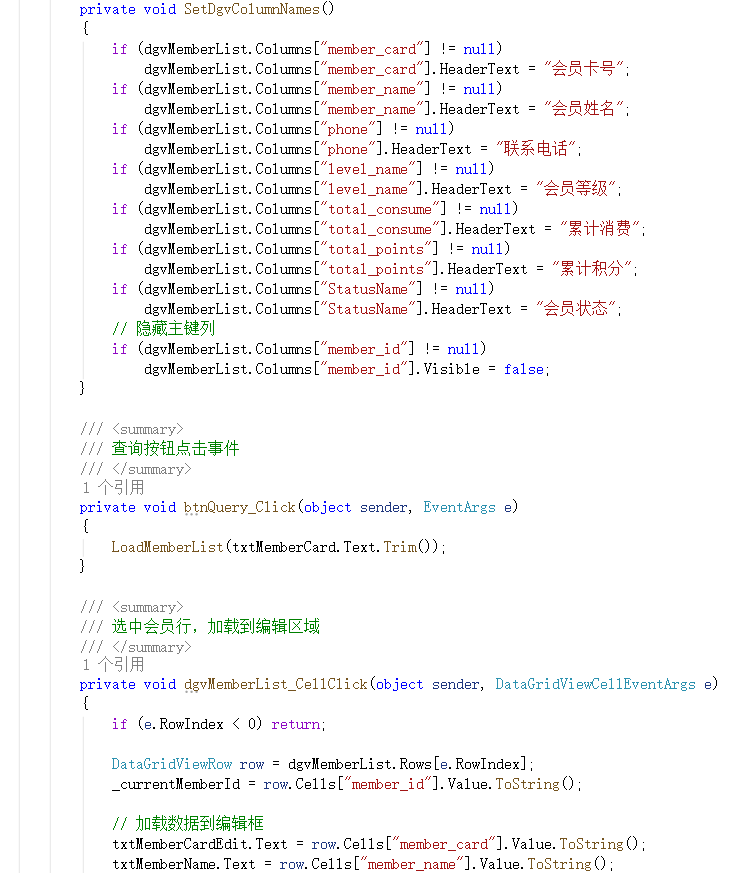 private void SetDgvColumnNames()
{
if (dgvMemberList.Columns["member_card"] != null)
dgvMemberList.Columns["member_card"].HeaderText = "会员卡号";
if (dgvMemberList.Columns["member_name"] != null)
dgvMemberList.Columns["member_name"].HeaderText = "会员姓名";
if (dgvMemberList.Columns["phone"] != null)
dgvMemberList.Columns["phone"].HeaderText = "联系电话";
if (dgvMemberList.Columns["level_name"] != null)
dgvMemberList.Columns["level_name"].HeaderText = "会员等级";
if (dgvMemberList.Columns["total_consume"] != null)
dgvMemberList.Columns["total_consume"].HeaderText = "累计消费";
if (dgvMemberList.Columns["total_points"] != null)
dgvMemberList.Columns["total_points"].HeaderText = "累计积分";
if (dgvMemberList.Columns["StatusName"] != null)
dgvMemberList.Columns["StatusName"].HeaderText = "会员状态";
// 隐藏主键列
if (dgvMemberList.Columns["member_id"] != null)
dgvMemberList.Columns["member_id"].Visible = false;
}
/// <summary>
/// 查询按钮点击事件
/// </summary>
1 个引用
private void btnQuery_Click(object sender, EventArgs e)
{
LoadMemberList(txtMemberCard.Text.Trim());
}
/// <summary>
/// 选中会员行，加载到编辑区域
/// </summary>
1 个引用
private void dgvMemberList_CellClick(object sender, DataGridViewCellEventArgs e)
{
if (e.RowIndex < 0) return;
DataGridViewRow row = dgvMemberList.Rows[e.RowIndex];
_currentMemberId = row.Cells["member_id"].Value.ToString();
// 加载数据到编辑框
txtMemberCardEdit.Text = row.Cells["member_card"].Value.ToString();
txtMemberName.Text = row.Cells["member_name"].Value.ToString();